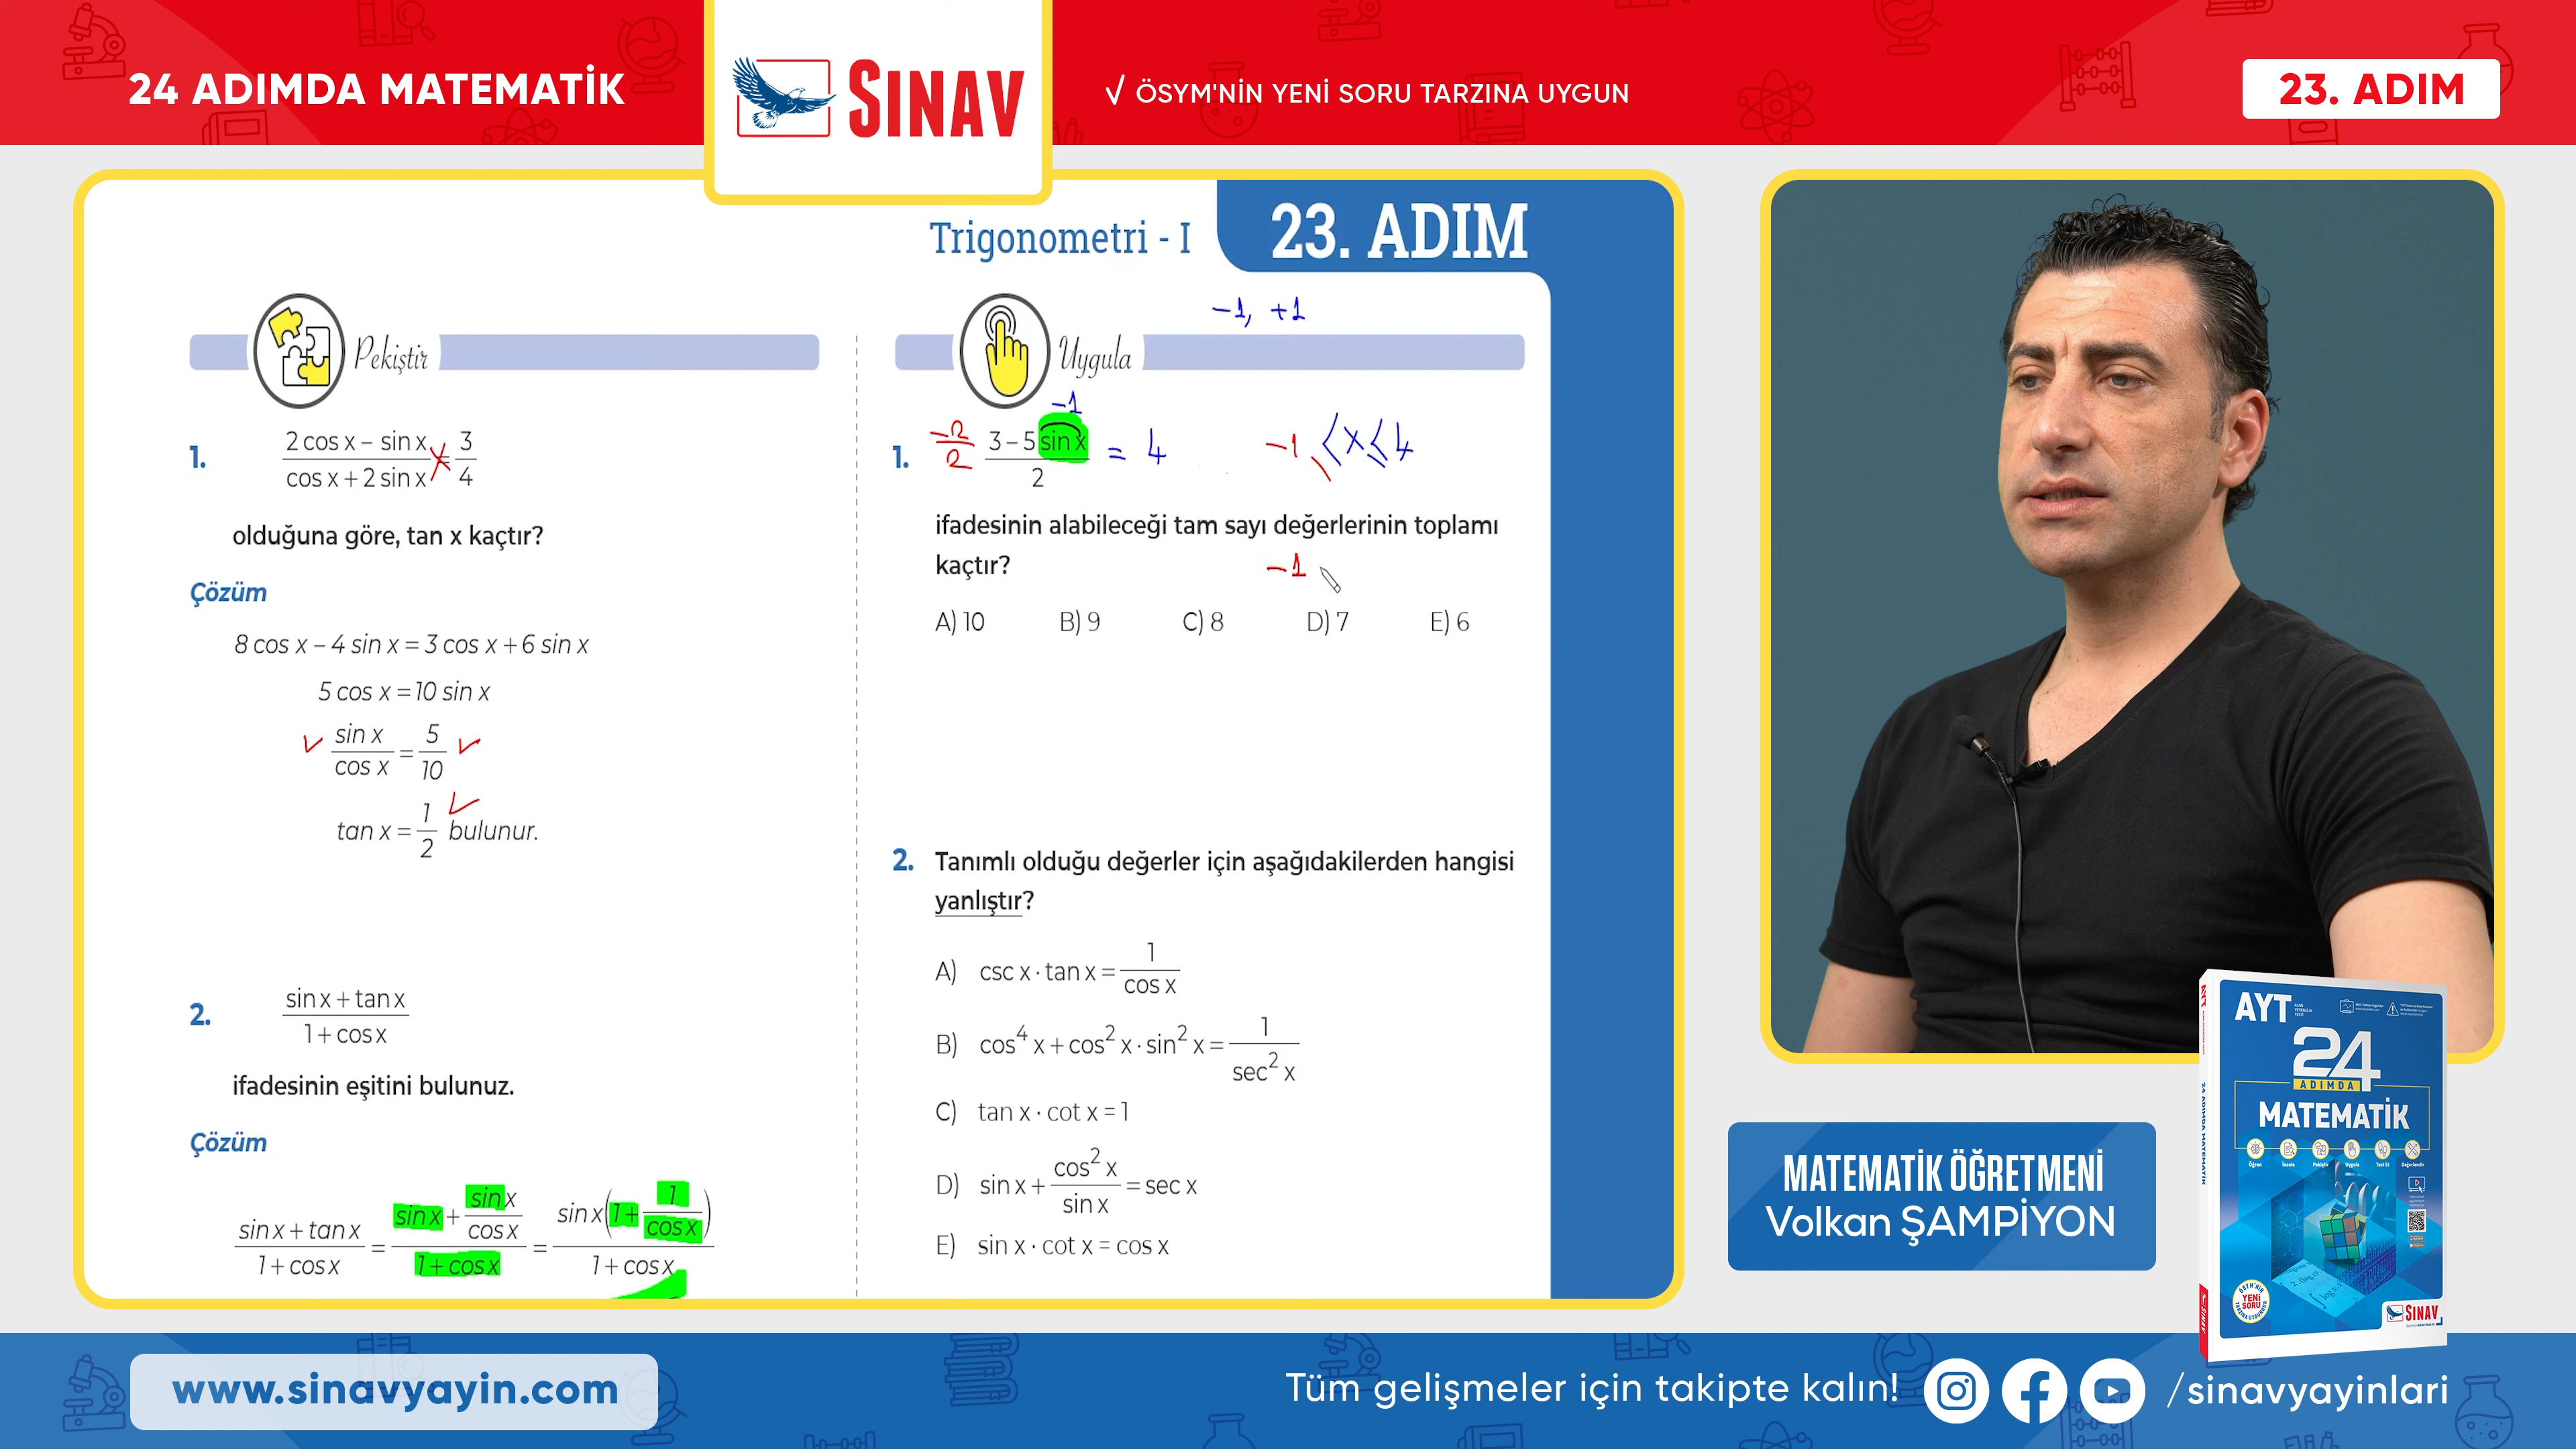 24 ADIMDA MATEMATİK
SINAV
√ ÖSYM'NİN YENİ SORU TARZINA UYGUN
23. ADIM
Trigonometri - I
23. ADIM
Pekiştir
1. (2 cos x – sin x)/(cos x + 2 sin x) = 3/4
olduğuna göre, tan x kaçtır?
Çözüm
8 cos x – 4 sin x = 3 cos x + 6 sin x
5 cos x = 10 sin x
sin x/cos x = 5/10
tan x = 1/2 bulunur.
2. (sin x + tan x)/(1 + cos x)
ifadesinin eşitini bulunuz.
Çözüm
(sin x + tan x)/(1 + cos x) = (sin x + sin x/cos x)/(1 + cos x) = sin x(1 + 1/cos x)/(1 + cos x)
-1, +1
Uygula
-1
1. -2/2 (3 – 5 sin x)/2 = 4 -1 ≤ x ≤ 4
ifadesinin alabileceği tam sayı değerlerinin toplamı
kaçtır?
-1
A) 10 B) 9 C) 8 D) 7 E) 6
2. Tanımlı olduğu değerler için aşağıdakilerden hangisi
yanlıştır?
A) csc x · tan x = 1/cos x
B) cos⁴ x + cos² x · sin² x = 1/sec² x
C) tan x · cot x = 1
D) sin x + cos² x/sin x = sec x
E) sin x · cot x = cos x
MATEMATİK ÖĞRETMENİ
Volkan ŞAMPİYON
AYT
24
ADIMDA
MATEMATİK
YENİ
SORU
SINAV
www.sinavyayin.com
Tüm gelişmeler için takipte kalın!
/sinavyayinlari